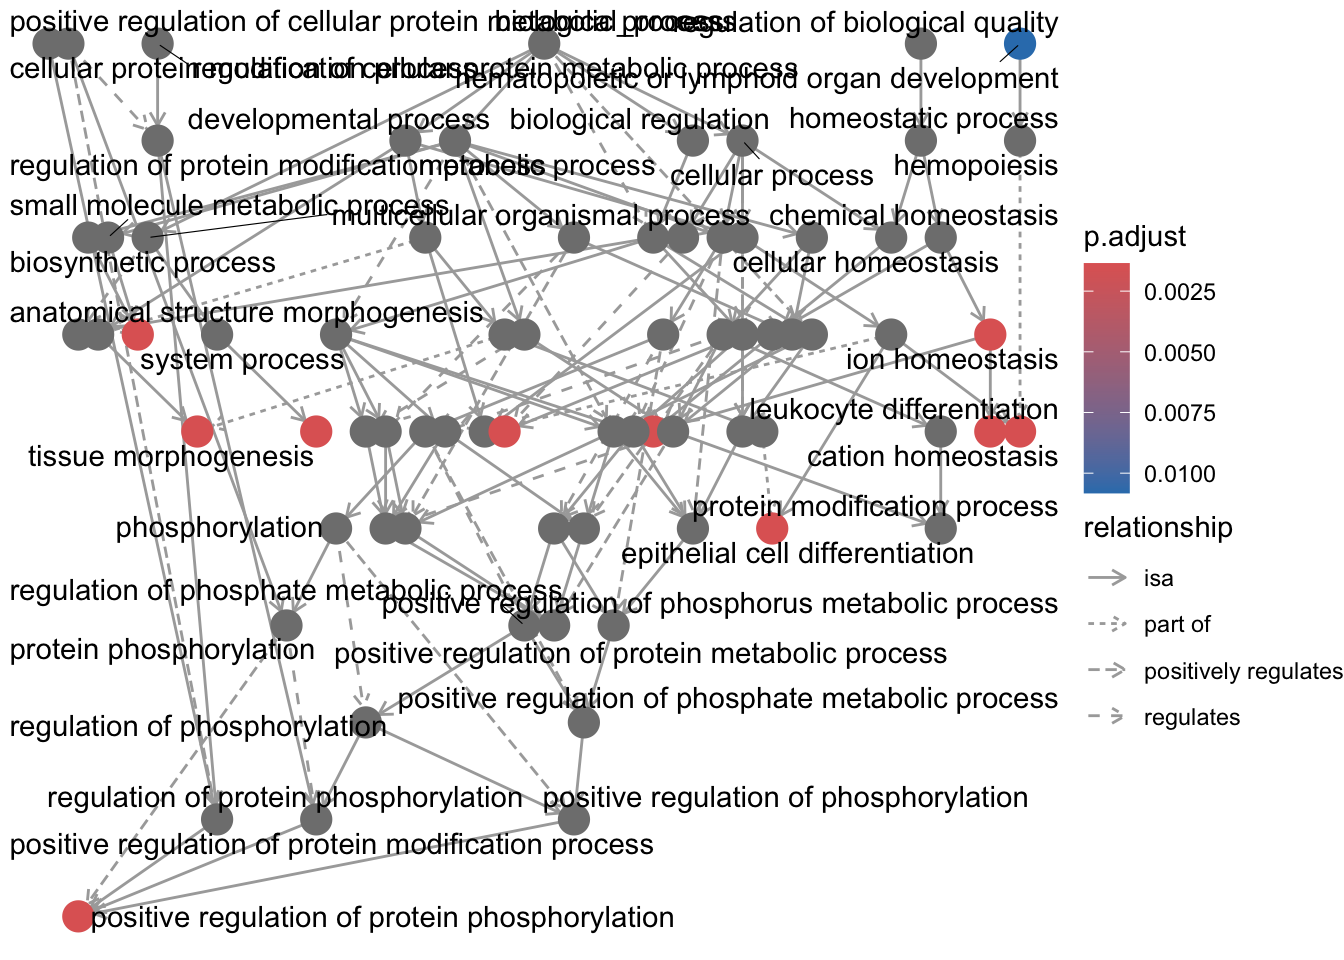 positive regulation of cellular protein metabolic process
biological_process
regulation of biological quality
cellular protein modification process
regulation of cellular protein metabolic process
hematopoietic or lymphoid organ development
developmental process
biological regulation
homeostatic process
regulation of protein modification process
metabolic process
cellular process
hemopoiesis
small molecule metabolic process
multicellular organismal process
chemical homeostasis
biosynthetic process
cellular homeostasis
anatomical structure morphogenesis
system process
ion homeostasis
leukocyte differentiation
tissue morphogenesis
cation homeostasis
phosphorylation
protein modification process
epithelial cell differentiation
regulation of phosphate metabolic process
positive regulation of phosphorus metabolic process
protein phosphorylation
positive regulation of protein metabolic process
positive regulation of phosphate metabolic process
regulation of phosphorylation
regulation of protein phosphorylation
positive regulation of phosphorylation
positive regulation of protein modification process
positive regulation of protein phosphorylation
p.adjust
0.0025
0.0050
0.0075
0.0100
relationship
isa
part of
positively regulates
regulates